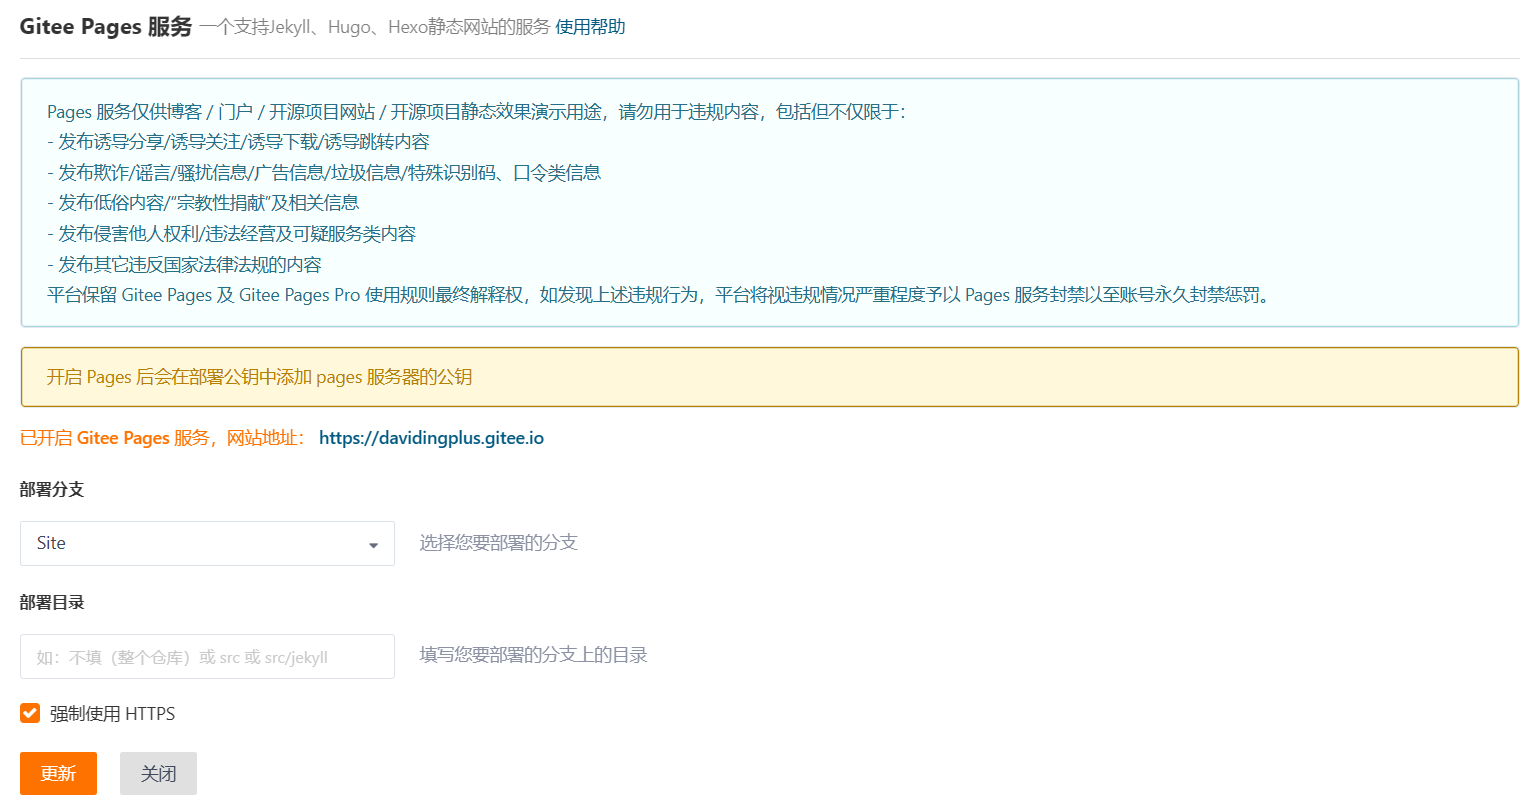 Gitee Pages 服务 一个支持Jekyll、Hugo、Hexo静态网站的服务 使用帮助
Pages 服务仅供博客 / 门户 / 开源项目网站 / 开源项目静态效果演示用途，请勿用于违规内容，包括但不仅限于：
- 发布诱导分享/诱导关注/诱导下载/诱导跳转内容
- 发布欺诈/谣言/骚扰信息/广告信息/垃圾信息/特殊识别码、口令类信息
- 发布低俗内容/“宗教性捐献”及相关信息
- 发布侵害他人权利/违法经营及可疑服务类内容
- 发布其它违反国家法律法规的内容
平台保留 Gitee Pages 及 Gitee Pages Pro 使用规则最终解释权，如发现上述违规行为，平台将视违规情况严重程度予以 Pages 服务封禁以至账号永久封禁惩罚。
开启 Pages 后会在部署公钥中添加 pages 服务器的公钥
已开启 Gitee Pages 服务，网站地址： https://davidingplus.gitee.io
部署分支
Site 选择您要部署的分支
部署目录
如：不填（整个仓库）或 src 或 src/jekyll 填写您要部署的分支上的目录
强制使用 HTTPS
更新 关闭